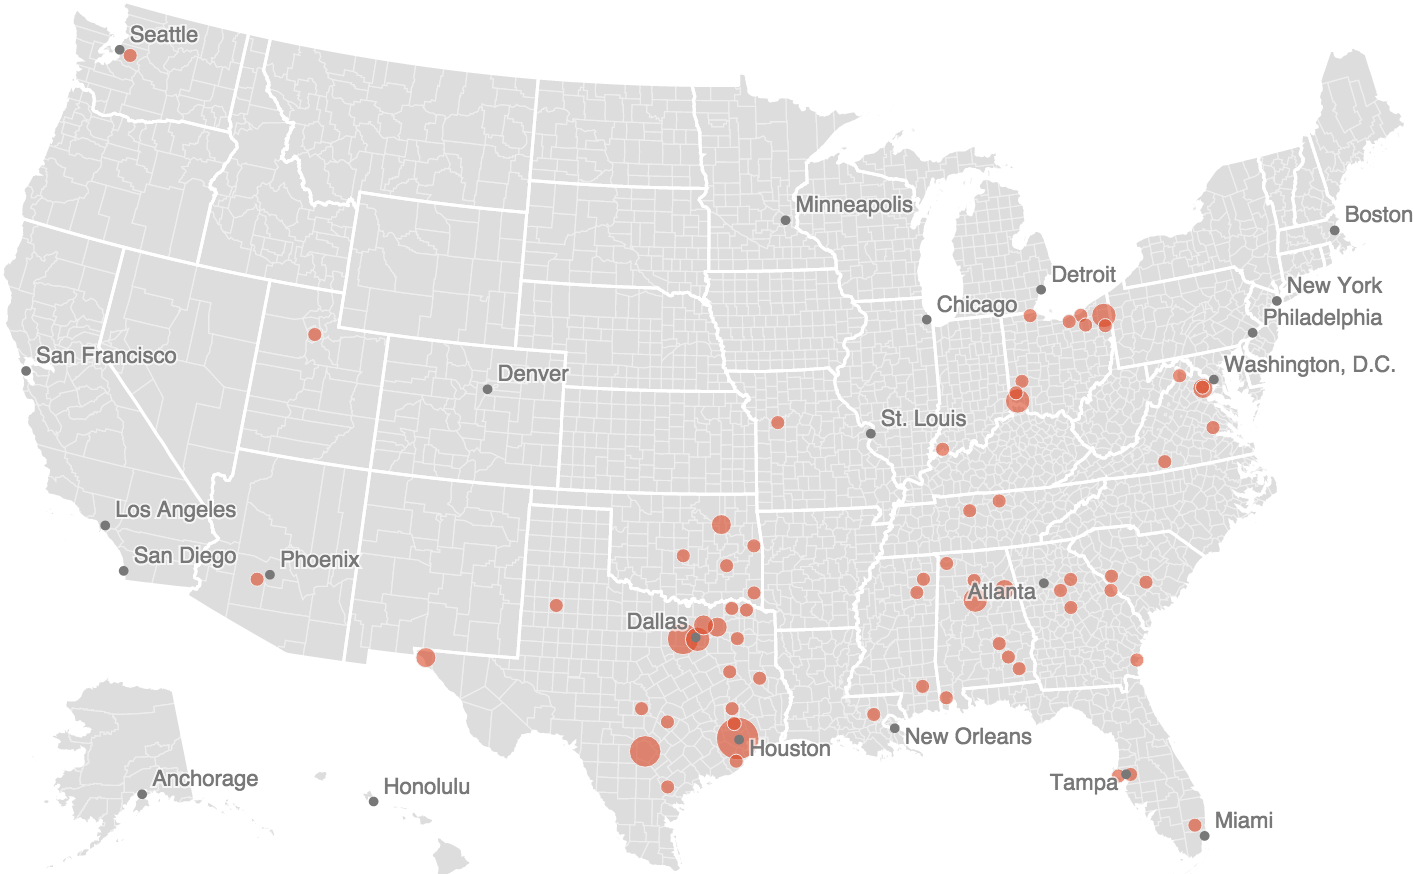 Seattle
Minneapolis
Boston
Detroit
New York
Chicago
Philadelphia
San Francisco
Washington, D.C.
Denver
St. Louis
Los Angeles
San Diego
Phoenix
Atlanta
Dallas
New Orleans
Houston
Anchorage
Honolulu
Tampa
Miami